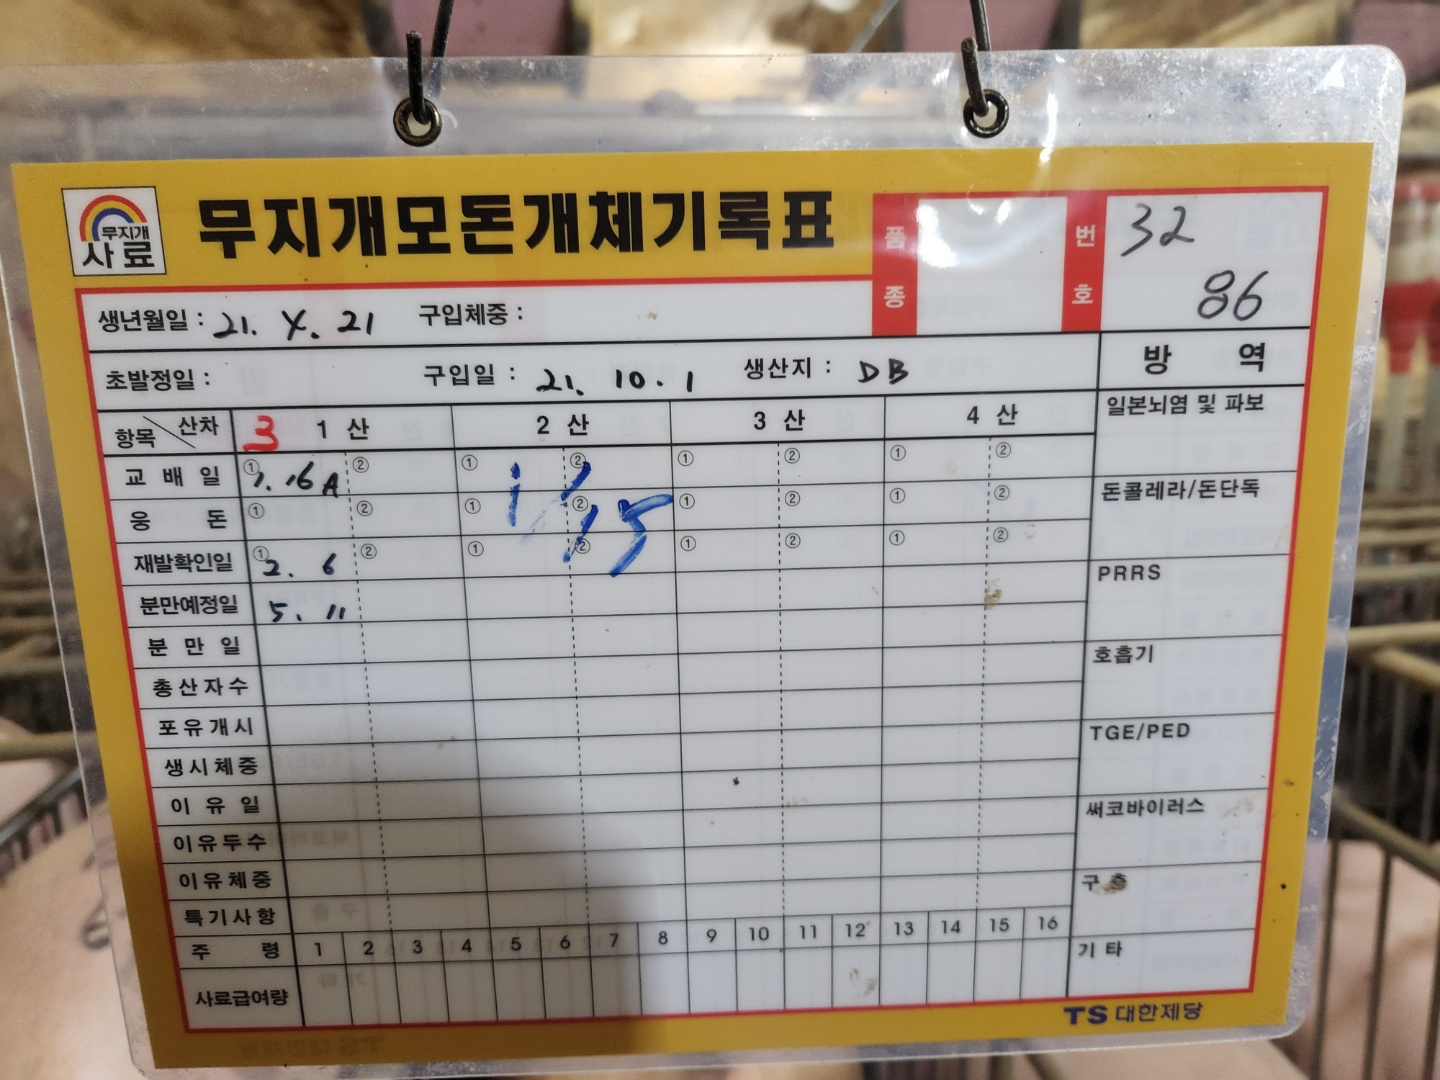 무지개
사료
무지개모돈개체기록표
품종
번호
32
86
생년월일 : 21. 4. 21 구입체중 :
초발정일 : 구입일 : 21. 10. 1 생산지 : DB
방 역
항목 산차 3 1 산 2 산 3 산 4 산
일본뇌염 및 파보
교배일 ① 1. 16 A ② ① ② ① ② ① ②
1/15
웅돈 ① ② ① ② ① ② ① ②
돈콜레라/돈단독
재발확인일 ① 2. 6 ② ① ② ① ② ① ②
분만예정일 5. 11
PRRS
분만일
총산자수
호흡기
포유개시
생시체중
TGE/PED
이유일
이유두수
써코바이러스
이유체중
특기사항
구충
주령 1 2 3 4 5 6 7 8 9 10 11 12 13 14 15 16
기타
사료급여량
TS 대한제당